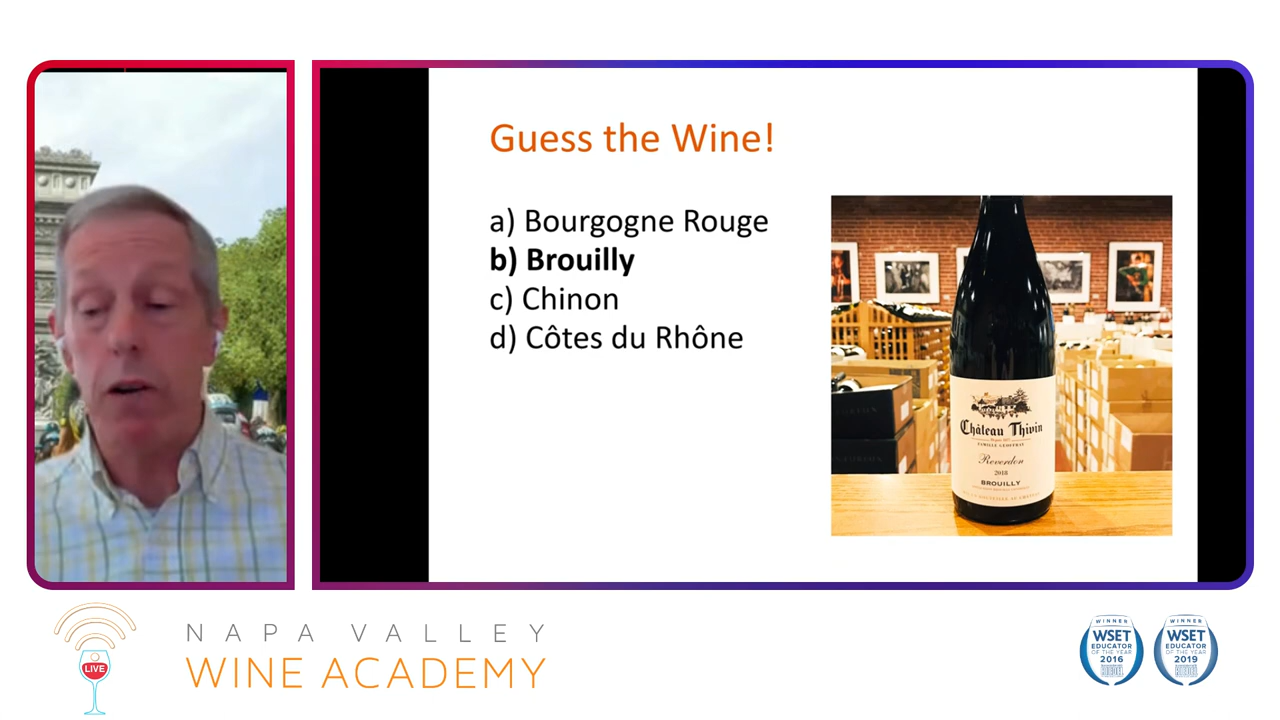 Guess the Wine!
a) Bourgogne Rouge
b) Brouilly
c) Chinon
d) Côtes du Rhône
Château Thivin
FAMILLE GEOFFRAY
Reverdon
2018
BROUILLY
LIVE
NAPA VALLEY
WINE ACADEMY
WINNER
WSET
EDUCATOR
OF THE YEAR
2016
WINNER
WSET
EDUCATOR
OF THE YEAR
2019